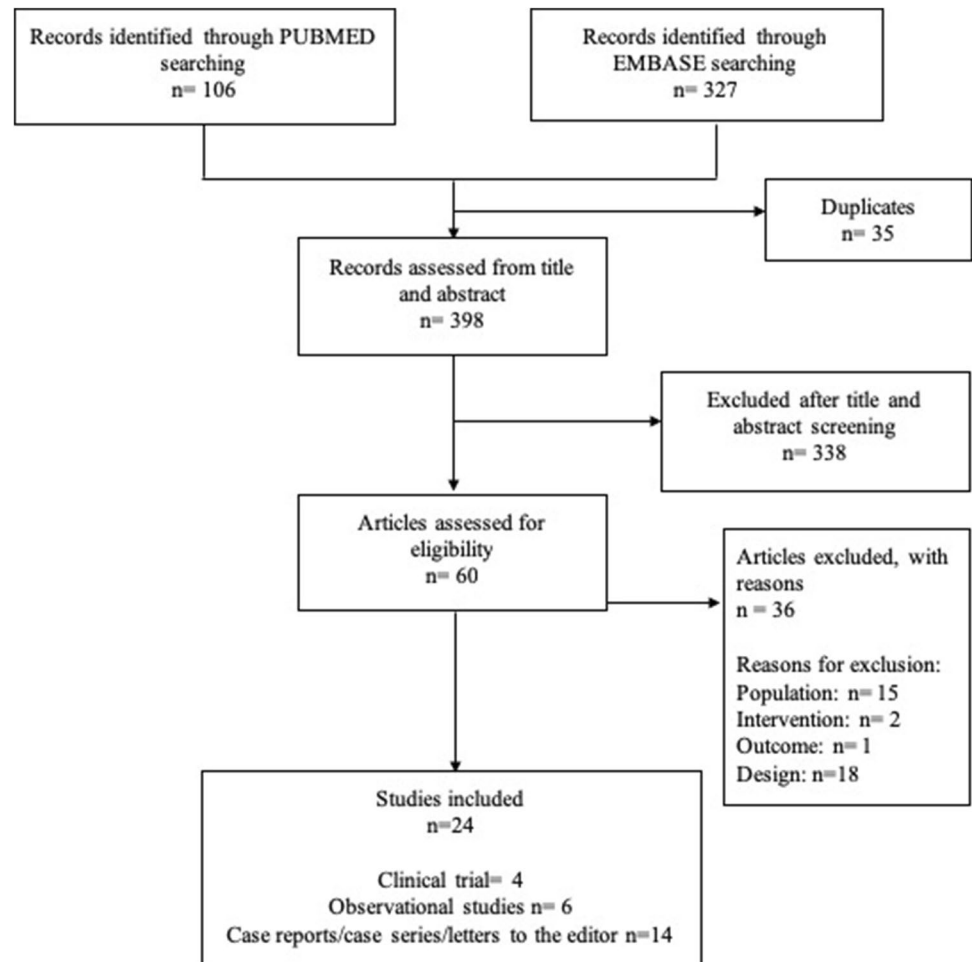 Records identified through PUBMED
searching
n= 106
Records identified through
EMBASE searching
n= 327
Duplicates
n= 35
Records assessed from title
and abstract
n= 398
Excluded after title and
abstract screening
n= 338
Articles assessed for
eligibility
n= 60
Articles excluded, with
reasons
n = 36
Reasons for exclusion:
Population: n= 15
Intervention: n= 2
Outcome: n= 1
Design: n=18
Studies included
n=24
Clinical trial= 4
Observational studies n= 6
Case reports/case series/letters to the editor n=14